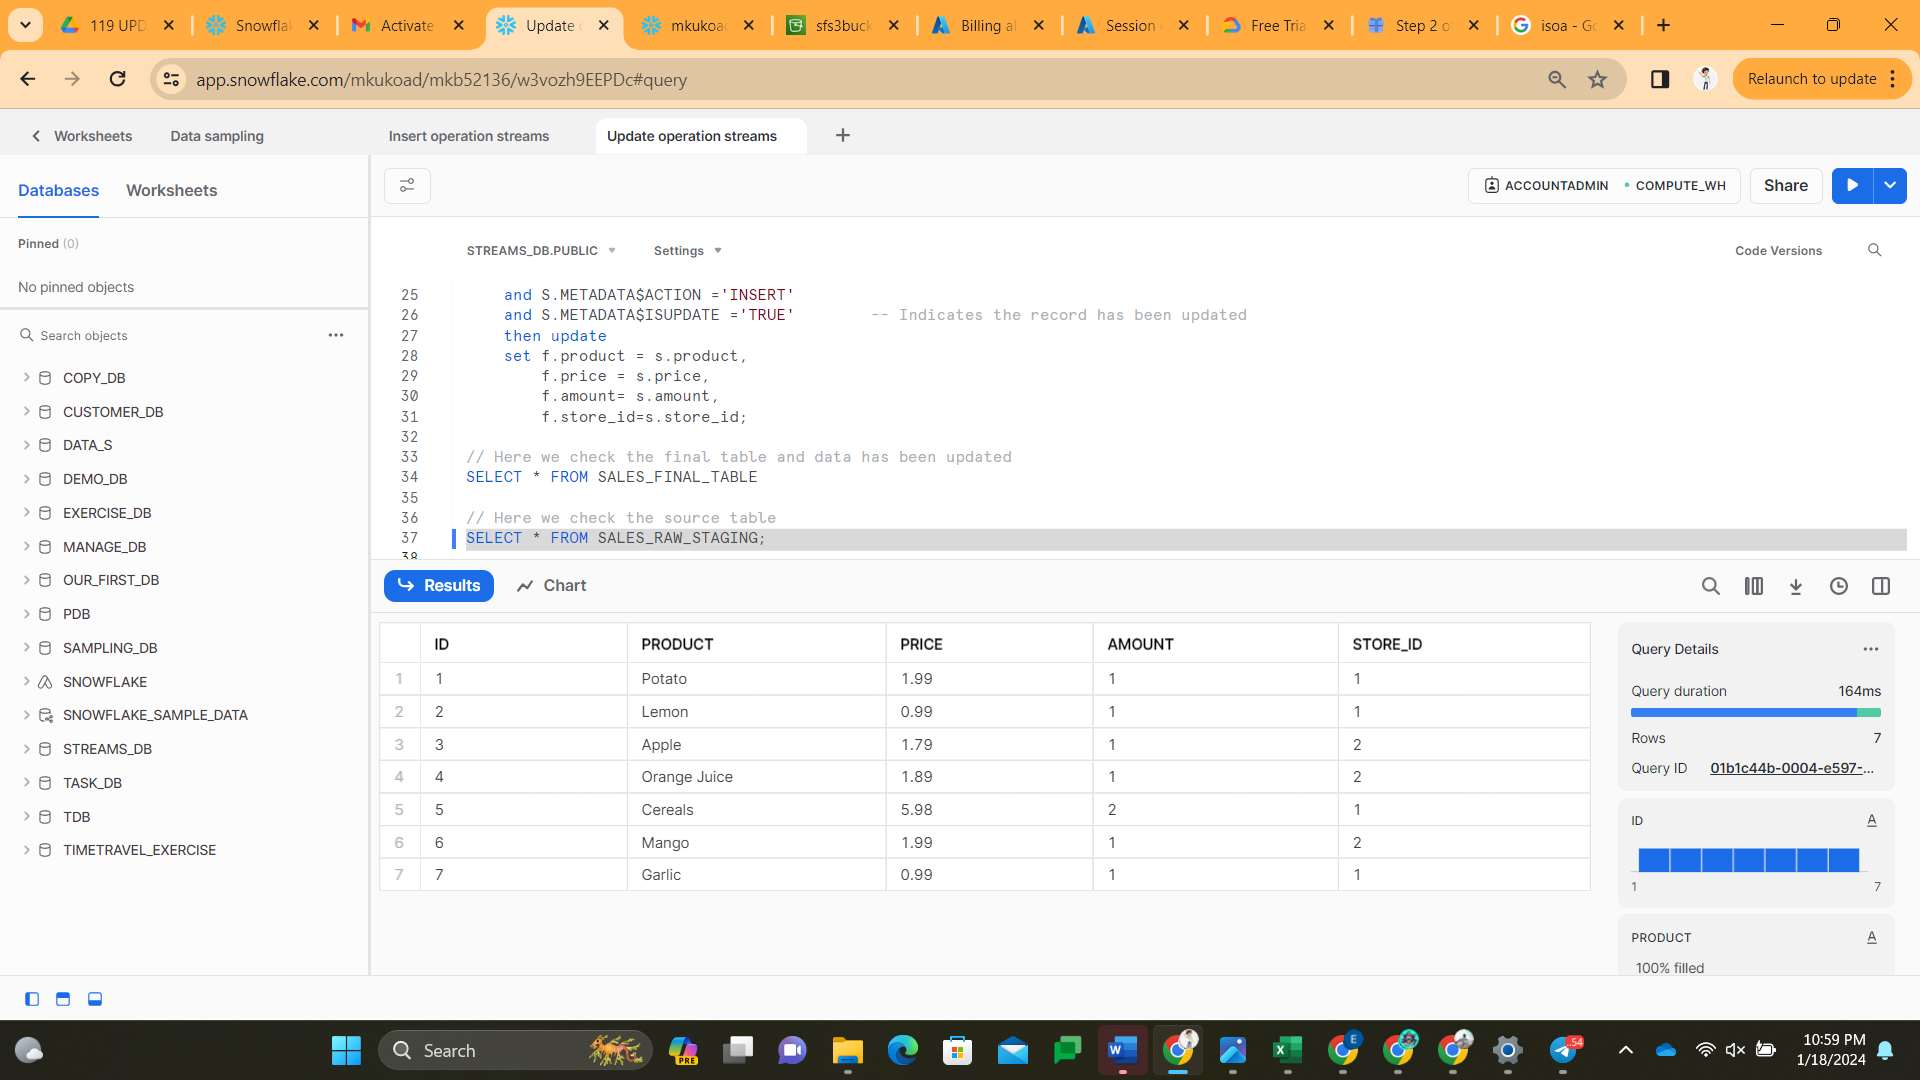 119 UPD
Snowflak
Activate
Update o
mkukoad
sfs3buck
Billing al
Session
Free Tria
Step 2 o
isoa - Go
app.snowflake.com/mkukoad/mkb52136/w3vozh9EEPDc#query
Relaunch to update
Worksheets
Data sampling
Insert operation streams
Update operation streams
Databases
Worksheets
ACCOUNTADMIN
COMPUTE_WH
Share
Pinned (0)
No pinned objects
STREAMS_DB.PUBLIC
Settings
Code Versions
Search objects
COPY_DB
CUSTOMER_DB
DATA_S
DEMO_DB
EXERCISE_DB
MANAGE_DB
OUR_FIRST_DB
PDB
SAMPLING_DB
SNOWFLAKE
SNOWFLAKE_SAMPLE_DATA
STREAMS_DB
TASK_DB
TDB
TIMETRAVEL_EXERCISE
25 and S.METADATA$ACTION ='INSERT'
26 and S.METADATA$ISUPDATE ='TRUE' -- Indicates the record has been updated
27 then update
28 set f.product = s.product,
29 f.price = s.price,
30 f.amount= s.amount,
31 f.store_id=s.store_id;
32
33 // Here we check the final table and data has been updated
34 SELECT * FROM SALES_FINAL_TABLE
35
36 // Here we check the source table
37 SELECT * FROM SALES_RAW_STAGING;
38
Results
Chart
ID PRODUCT PRICE AMOUNT STORE_ID
1 1 Potato 1.99 1 1
2 2 Lemon 0.99 1 1
3 3 Apple 1.79 1 2
4 4 Orange Juice 1.89 1 2
5 5 Cereals 5.98 2 1
6 6 Mango 1.99 1 2
7 7 Garlic 0.99 1 1
Query Details
Query duration 164ms
Rows 7
Query ID 01b1c44b-0004-e597-...
ID A
1 7
PRODUCT A
100% filled
Search
PRE
E
54
10:59 PM
1/18/2024